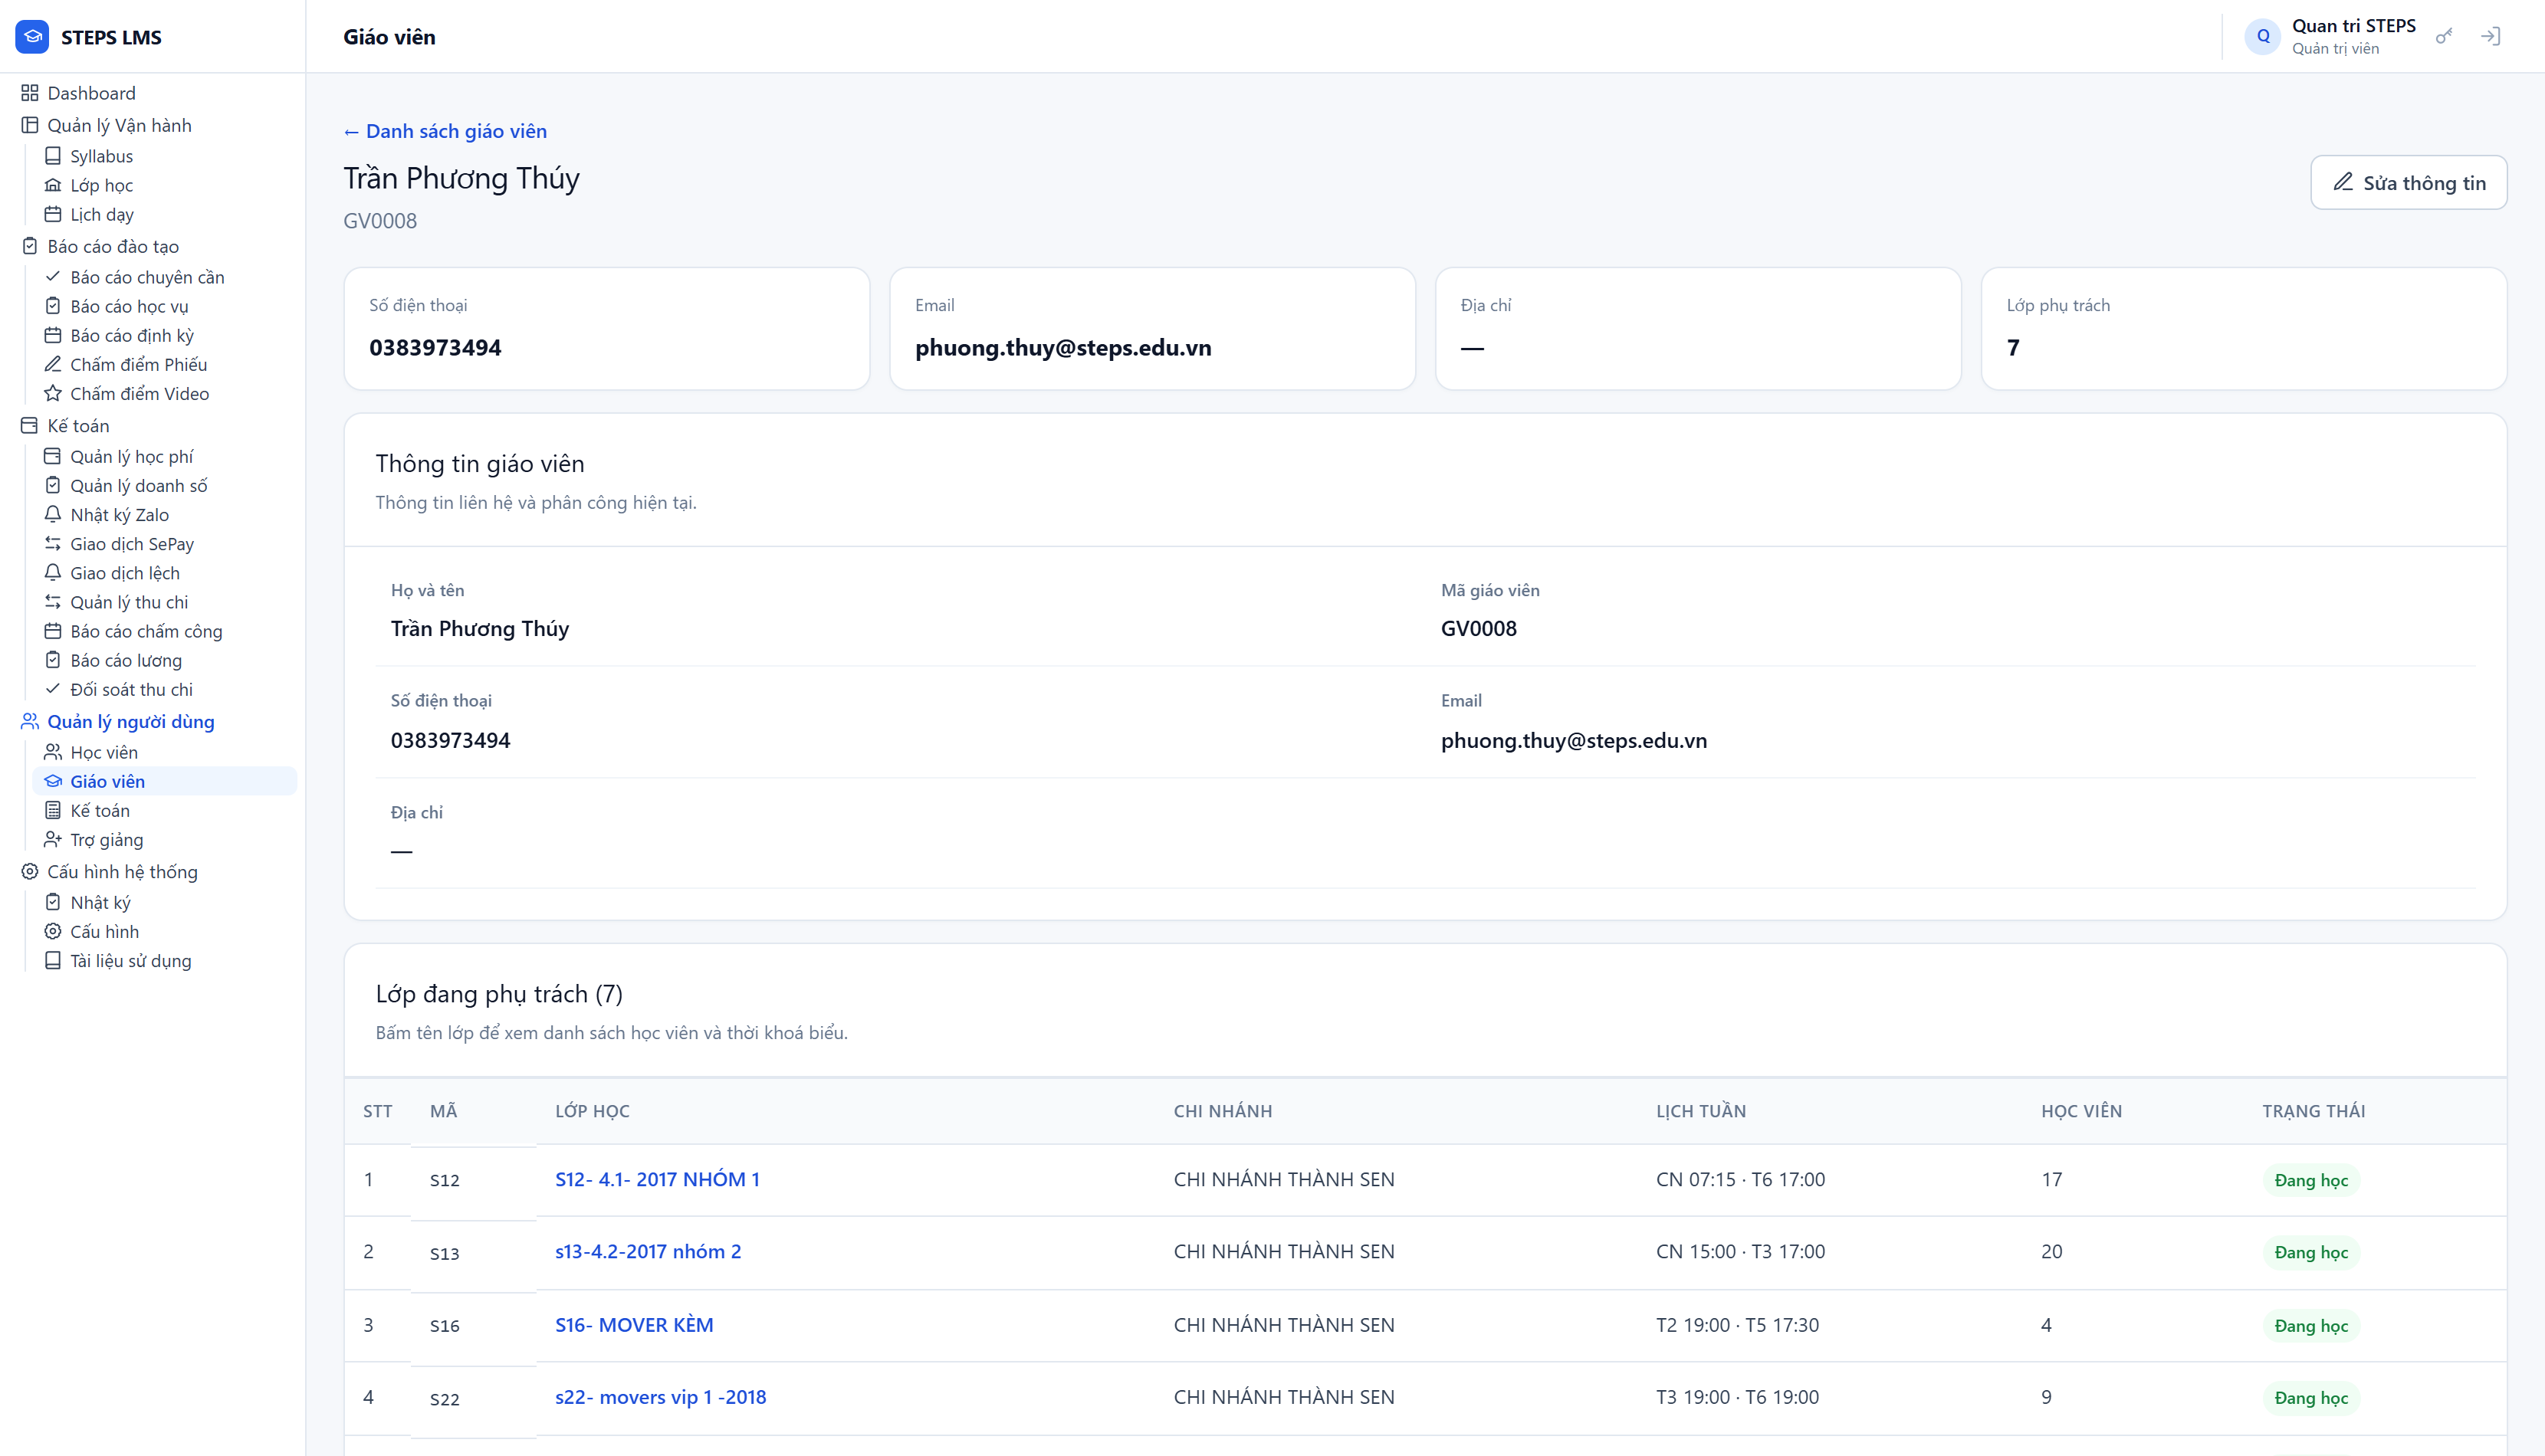 STEPS LMS
Giáo viên
Q
Quan tri STEPS
Quản trị viên
Dashboard
Quản lý Vận hành
Syllabus
Lớp học
Lịch dạy
Báo cáo đào tạo
Báo cáo chuyên cần
Báo cáo học vụ
Báo cáo định kỳ
Chấm điểm Phiếu
Chấm điểm Video
Kế toán
Quản lý học phí
Quản lý doanh số
Nhật ký Zalo
Giao dịch SePay
Giao dịch lệch
Quản lý thu chi
Báo cáo chấm công
Báo cáo lương
Đối soát thu chi
Quản lý người dùng
Học viên
Giáo viên
Kế toán
Trợ giảng
Cấu hình hệ thống
Nhật ký
Cấu hình
Tài liệu sử dụng
← Danh sách giáo viên
Trần Phương Thúy
GV0008
Sửa thông tin
Số điện thoại
0383973494
Email
phuong.thuy@steps.edu.vn
Địa chỉ
—
Lớp phụ trách
7
Thông tin giáo viên
Thông tin liên hệ và phân công hiện tại.
Họ và tên
Trần Phương Thúy
Mã giáo viên
GV0008
Số điện thoại
0383973494
Email
phuong.thuy@steps.edu.vn
Địa chỉ
—
Lớp đang phụ trách (7)
Bấm tên lớp để xem danh sách học viên và thời khoá biểu.
STT MÃ LỚP HỌC CHI NHÁNH LỊCH TUẦN HỌC VIÊN TRẠNG THÁI
1 S12 S12- 4.1- 2017 NHÓM 1 CHI NHÁNH THÀNH SEN CN 07:15 · T6 17:00 17 Đang học
2 S13 s13-4.2-2017 nhóm 2 CHI NHÁNH THÀNH SEN CN 15:00 · T3 17:00 20 Đang học
3 S16 S16- MOVER KÈM CHI NHÁNH THÀNH SEN T2 19:00 · T5 17:30 4 Đang học
4 S22 s22- movers vip 1 -2018 CHI NHÁNH THÀNH SEN T3 19:00 · T6 19:00 9 Đang học